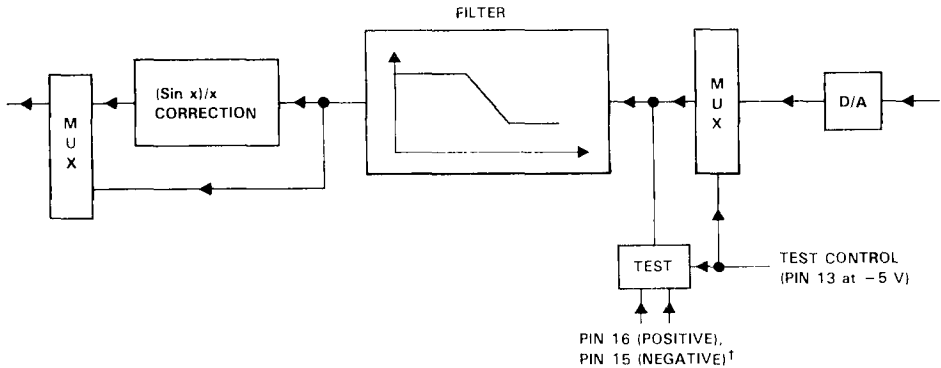 FILTER
(Sin x)/x
CORRECTION
M
U
X
M
U
X
D/A
TEST
TEST CONTROL
(PIN 13 at −5 V)
PIN 16 (POSITIVE),
PIN 15 (NEGATIVE)†